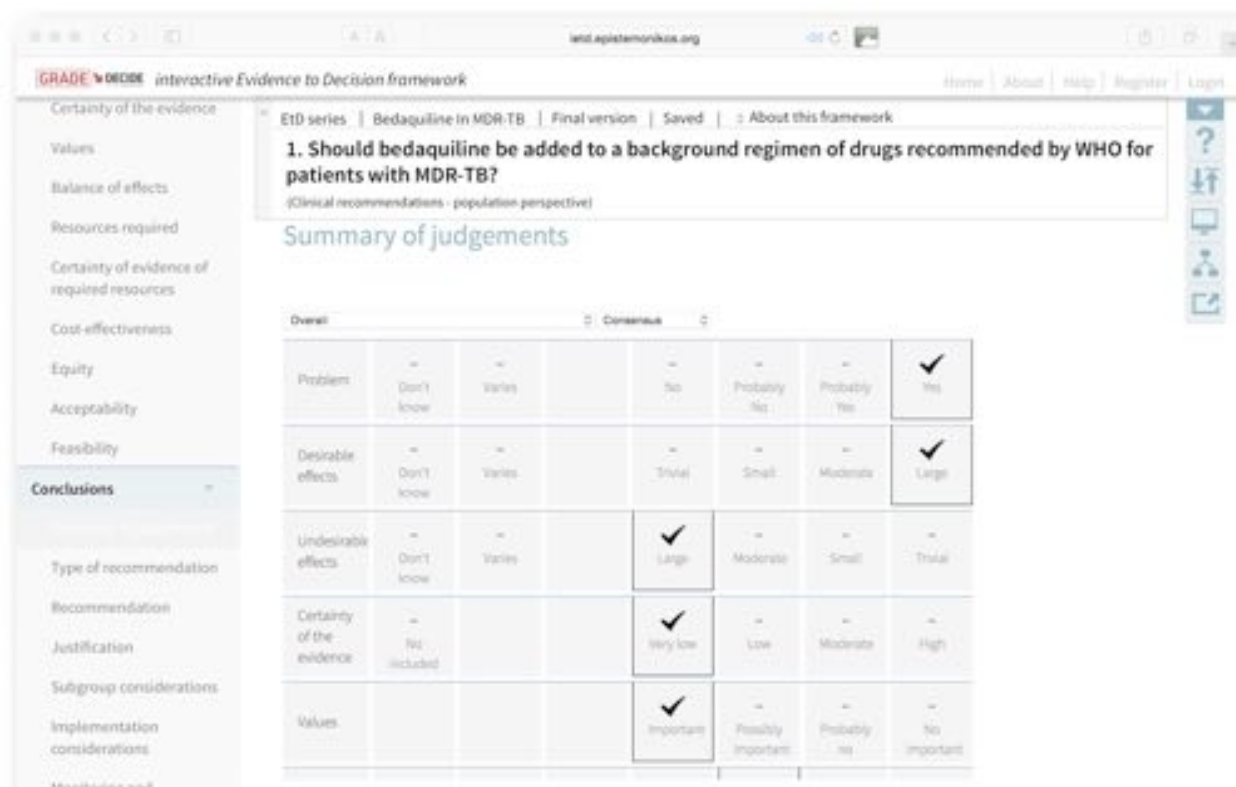 ietd.epistemonikos.org
GRADE DECIDE interactive Evidence to Decision framework
Home | About | Help | Register | Login
Certainty of the evidence
Values
Balance of effects
Resources required
Certainty of evidence of
required resources
Cost-effectiveness
Equity
Acceptability
Feasibility
Conclusions
Type of recommendation
Recommendation
Justification
Subgroup considerations
Implementation
considerations
Monitoring and
EtD series | Bedaquiline in MDR-TB | Final version | Saved | About this framework
1. Should bedaquiline be added to a background regimen of drugs recommended by WHO for
patients with MDR-TB?
(Clinical recommendations - population perspective)
Summary of judgements
Overall Consensus
Problem
Don't
know
Varies
No
Probably
No
Probably
Yes
Yes
Desirable
effects
Don't
know
Varies
Trivial
Small
Moderate
Large
Undesirable
effects
Don't
know
Varies
Large
Moderate
Small
Trivial
Certainty
of the
evidence
No
included
Very low
Low
Moderate
High
Values
Important
Possibly
important
Probably
no
No
important